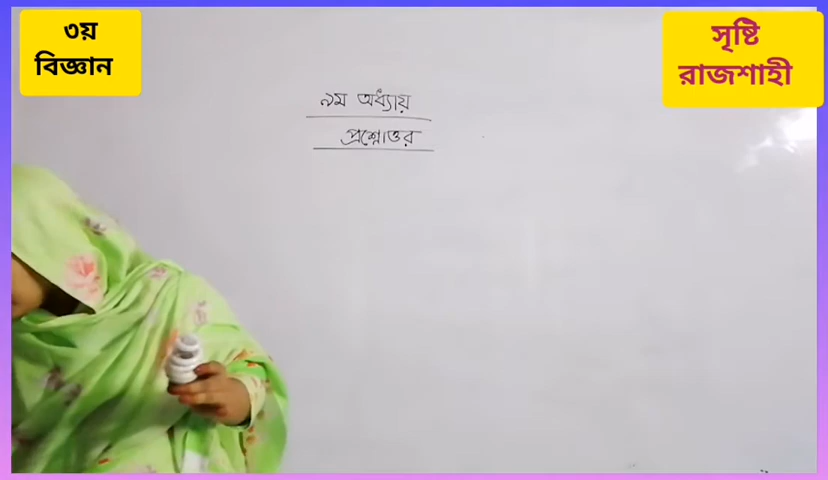 ৩য়
বিজ্ঞান
সৃষ্টি
রাজশাহী
৯ম অধ্যায়
প্রশ্নোত্তর